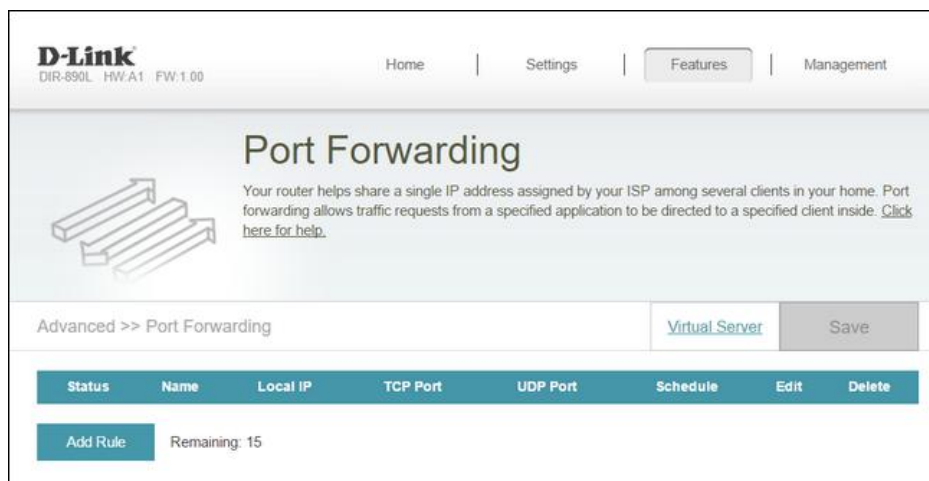 D-Link
DIR-890L HW:A1 FW:1.00
Home | Settings | Features | Management
Port Forwarding
Your router helps share a single IP address assigned by your ISP among several clients in your home. Port
forwarding allows traffic requests from a specified application to be directed to a specified client inside. Click
here for help.
Advanced >> Port Forwarding Virtual Server Save
Status Name Local IP TCP Port UDP Port Schedule Edit Delete
Add Rule Remaining: 15